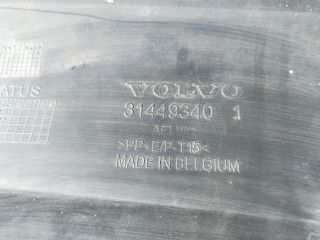 VOLVO
31449340 1
>PP+E/P-T15<
MADE IN BELGIUM